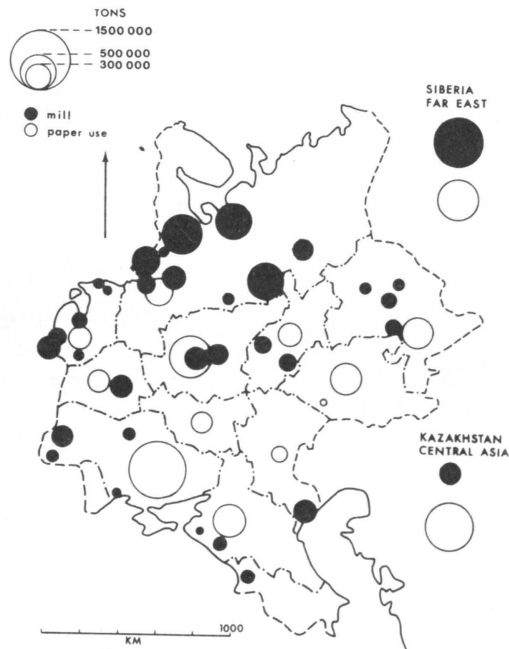 TONS
1500 000
500 000
300 000
mill
paper use
SIBERIA
FAR EAST
KAZAKHSTAN
CENTRAL ASIA
1000
KM